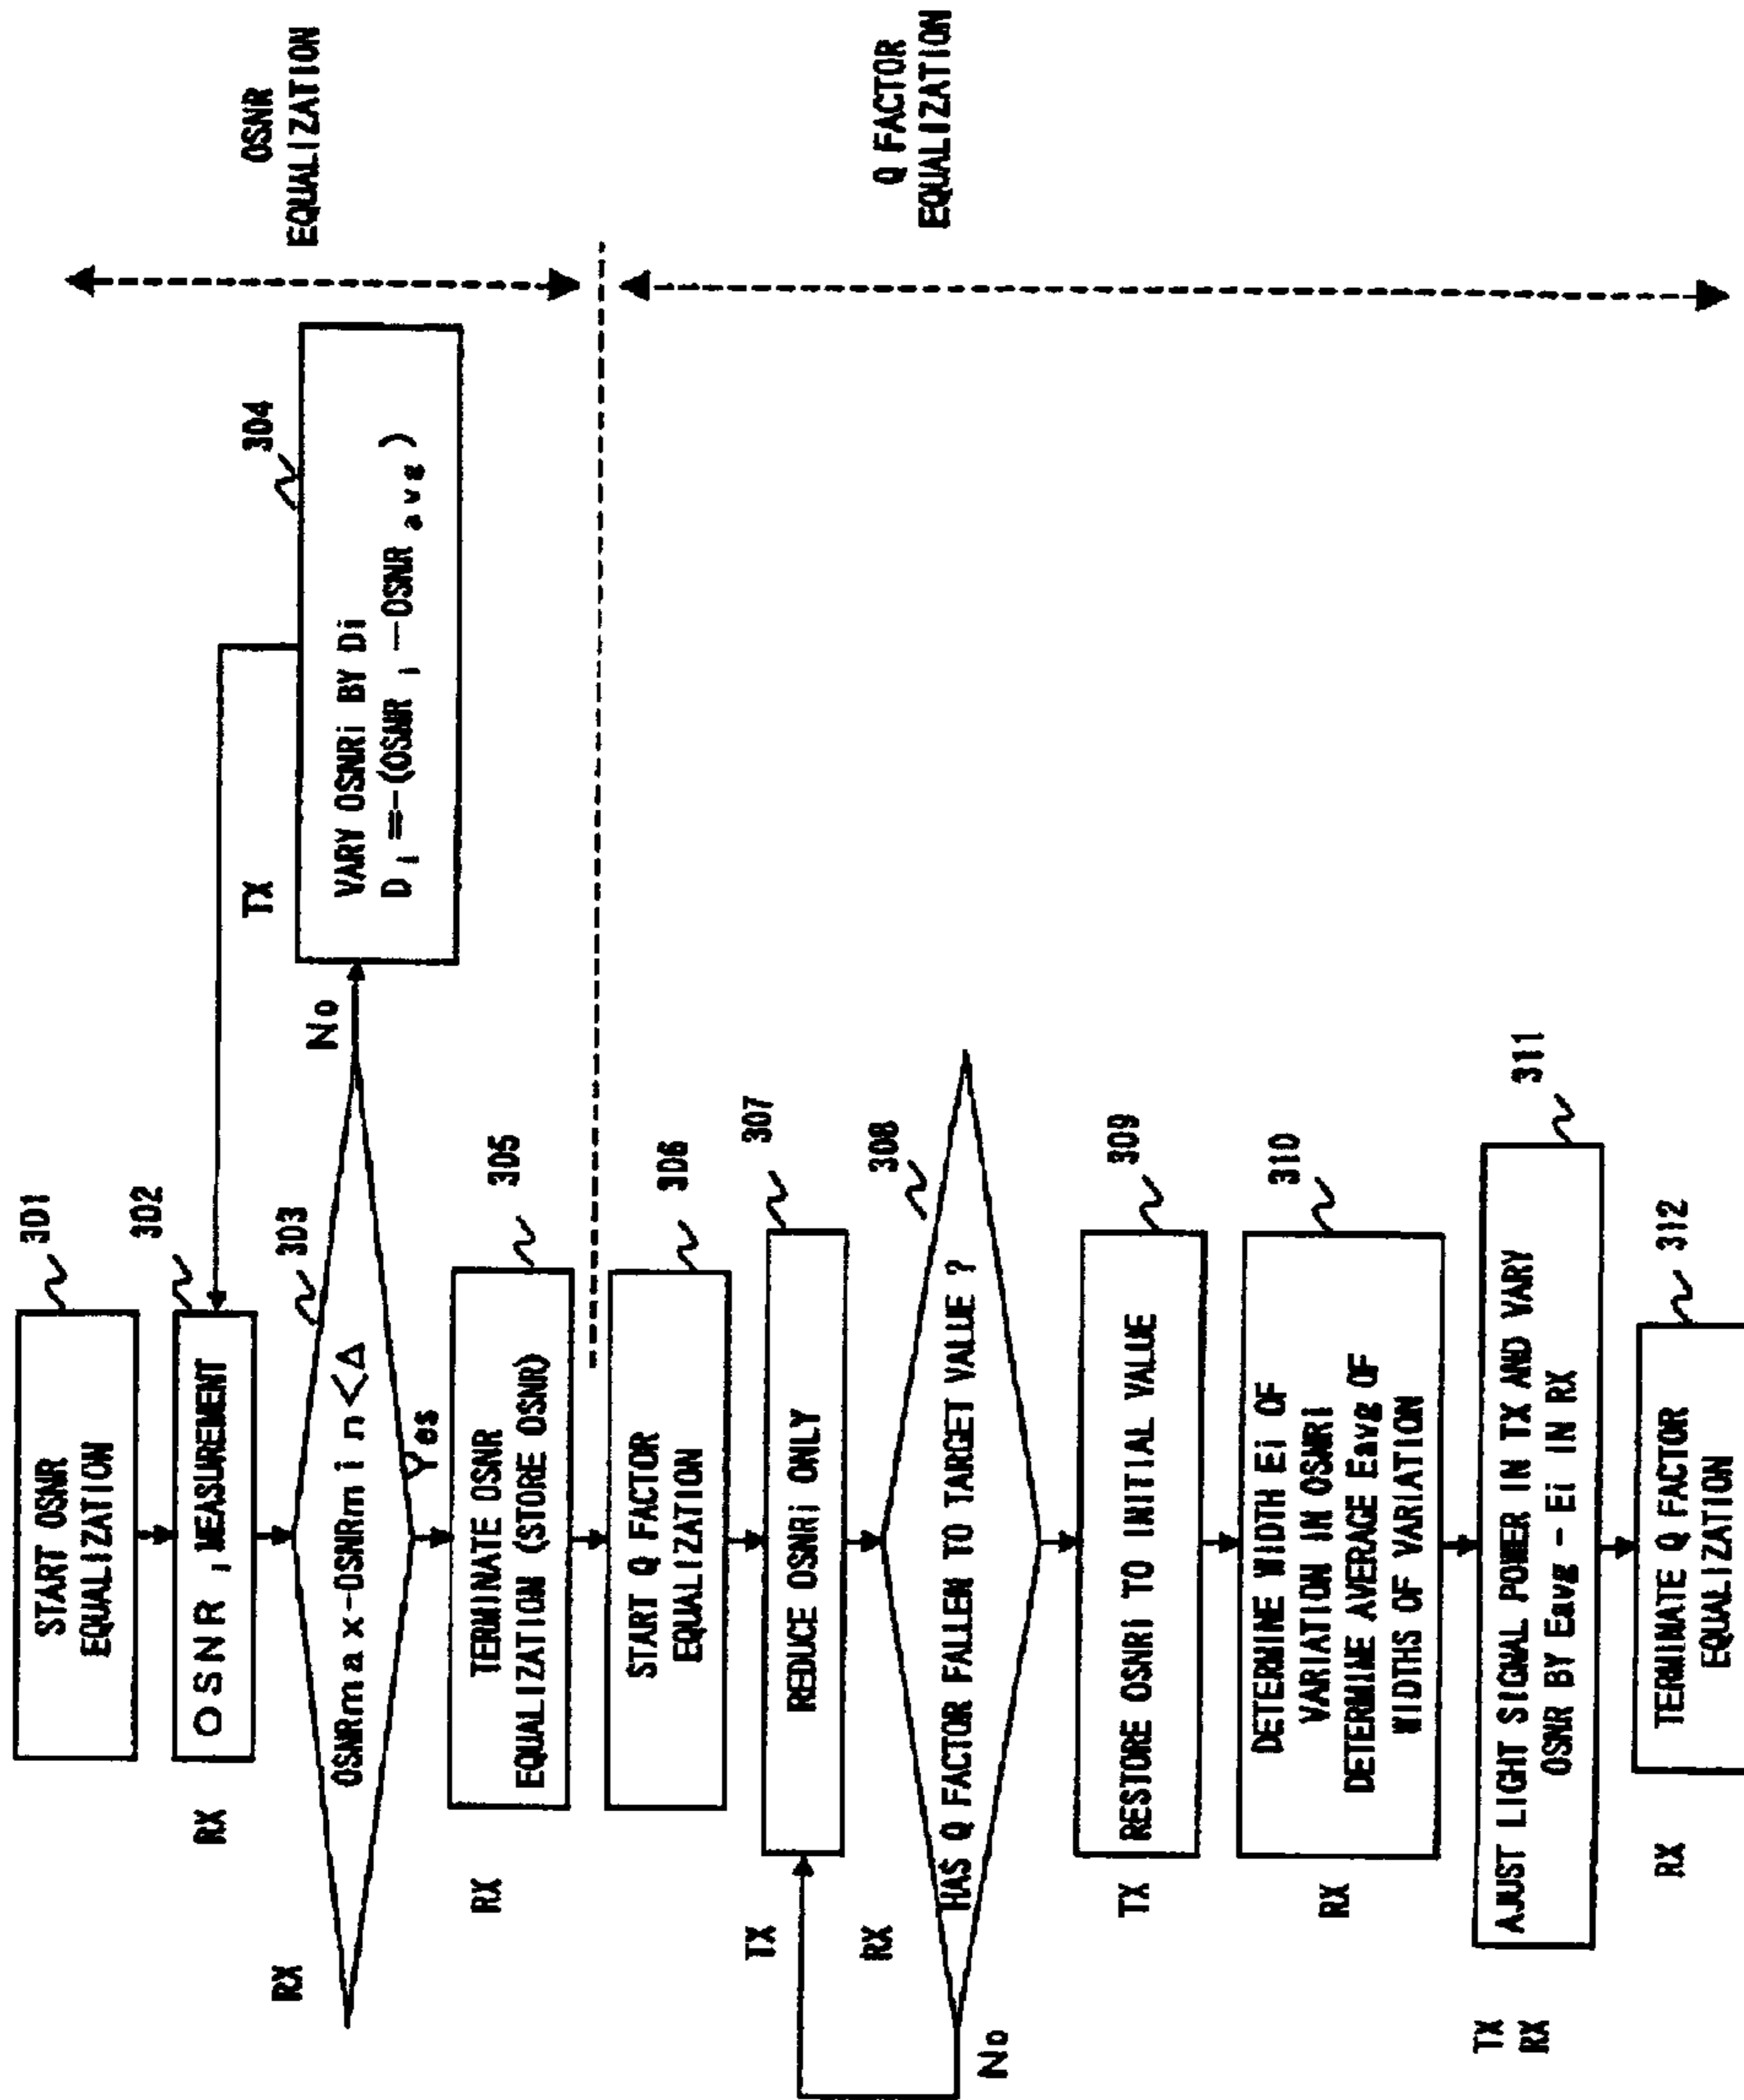 START OSNR
EQUALIZATION
301
OSNR i MEASUREMENT
302
RX
OSNRmax-OSNRmin<Δ
303
RX
No
Yes
TX
304
VARY OSNRi BY Di
Di=-(OSNRi-OSNRavg)
TERMINATE OSNR
EQUALIZATION (STORE OSNR)
305
RX
OSNR
EQUALIZATION
START Q FACTOR
EQUALIZATION
306
REDUCE OSNRi ONLY
307
TX
HAS Q FACTOR FALLEN TO TARGET VALUE ?
308
RX
No
RESTORE OSNRi TO INITIAL VALUE
309
TX
DETERMINE WIDTH Ei OF
VARIATION IN OSNRi
DETERMINE AVERAGE Eavg OF
WIDTHS OF VARIATION
310
RX
AJUST LIGHT SIGNAL POWER IN TX AND VARY
OSNR BY Eavg - Ei IN RX
311
TX
RX
TERMINATE Q FACTOR
EQUALIZATION
312
RX
Q FACTOR
EQUALIZATION